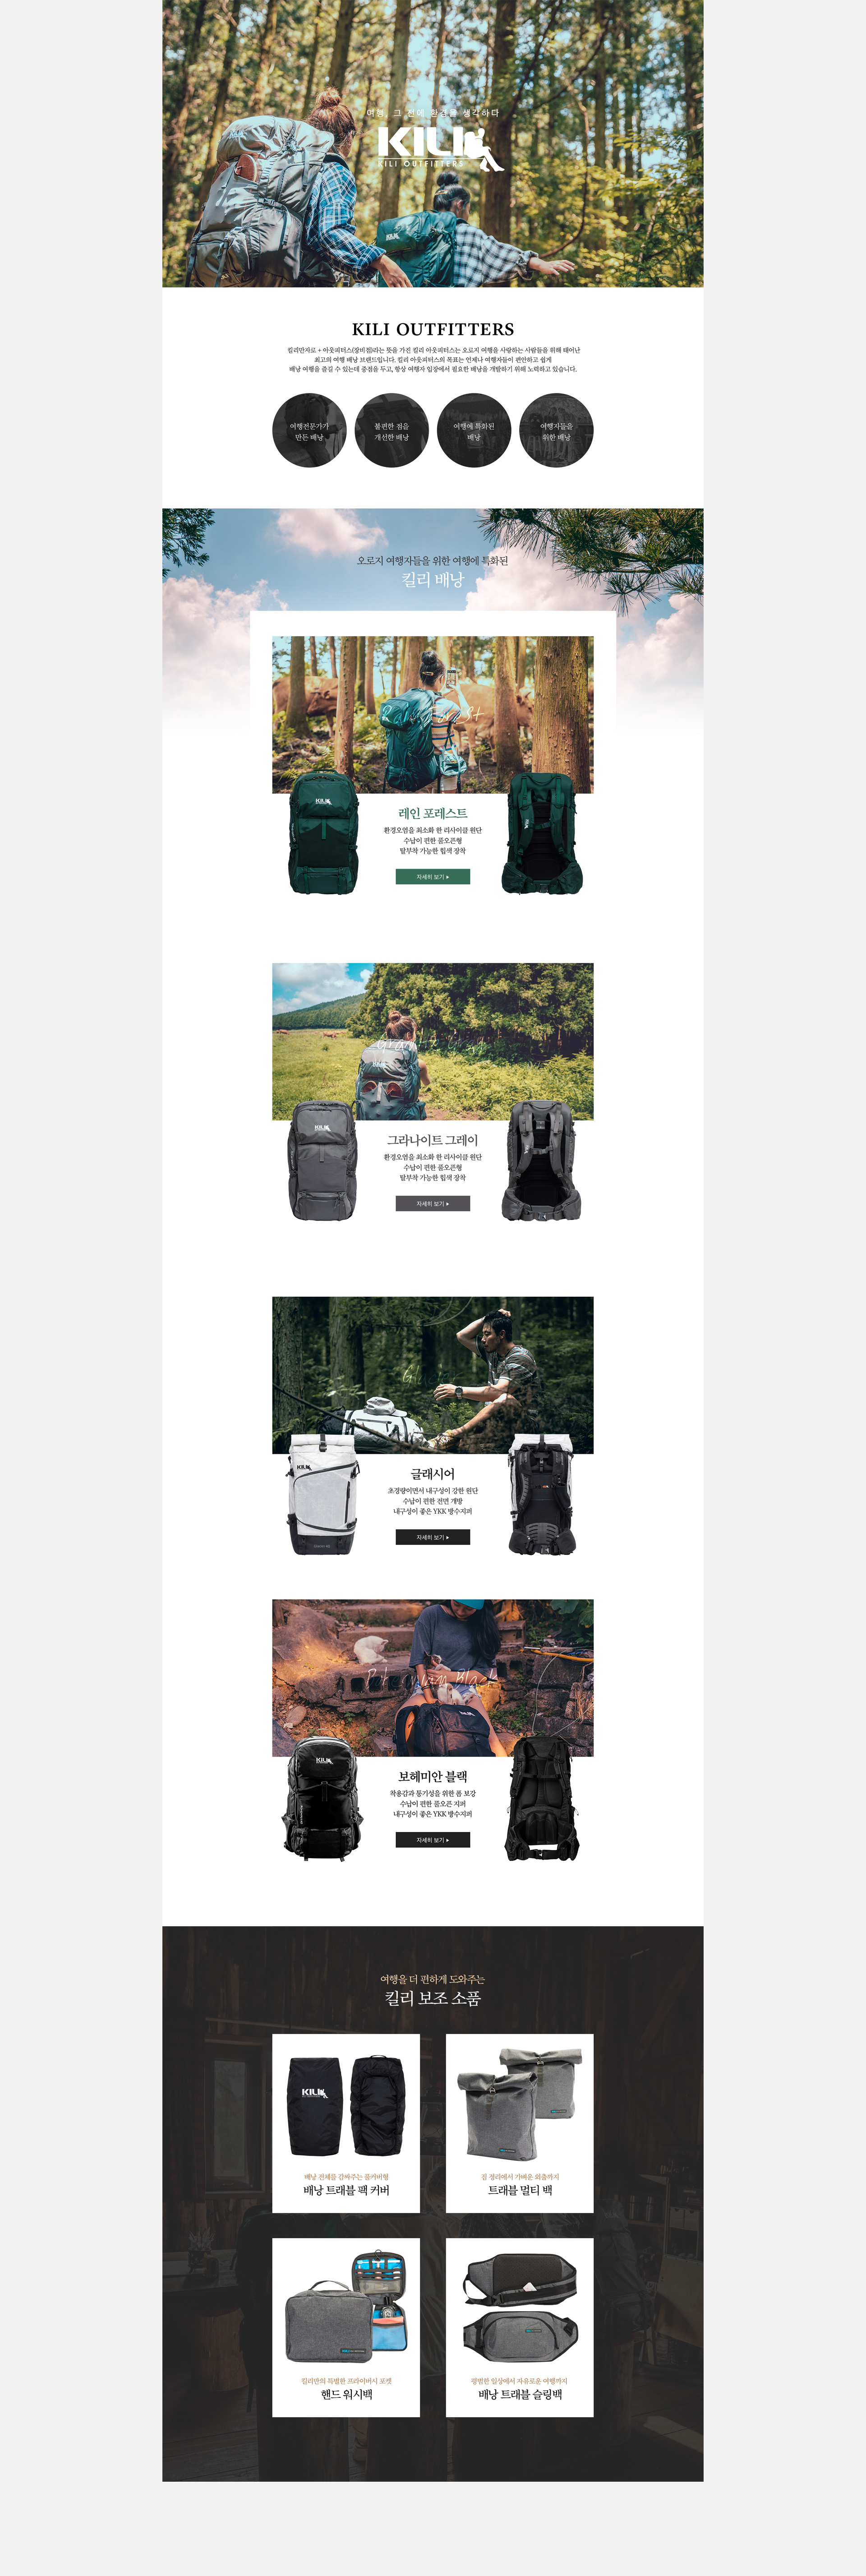 여행, 그 전에 환경을 생각하다
KILI
KILI OUTFITTERS
KILI OUTFITTERS
킬리만자로 + 아웃피터스(장비점)라는 뜻을 가진 킬리 아웃피터스는 오로지 여행을 사랑하는 사람들을 위해 태어난
최고의 여행 배낭 브랜드입니다. 킬리 아웃피터스의 목표는 언제나 여행자들이 편안하고 쉽게
배낭 여행을 즐길 수 있는데 중점을 두고, 항상 여행자 입장에서 필요한 배낭을 개발하기 위해 노력하고 있습니다.
여행전문가가
만든 배낭
불편한 점을
개선한 배낭
여행에 특화된
배낭
여행자들을
위한 배낭
오로지 여행자들을 위한 여행에 특화된
킬리 배낭
KILI
레인 포레스트
환경오염을 최소화 한 리사이클 원단
수납이 편한 풀오픈형
탈부착 가능한 힙색 장착
자세히 보기 ▸
KILI
그라나이트 그레이
환경오염을 최소화 한 리사이클 원단
수납이 편한 풀오픈형
탈부착 가능한 힙색 장착
자세히 보기 ▸
KILI
글래시어
초경량이면서 내구성이 강한 원단
수납이 편한 전면 개방
내구성이 좋은 YKK 방수지퍼
자세히 보기 ▸
Black
KILI
보헤미안 블랙
착용감과 통기성을 위한 폼 보강
수납이 편한 풀오픈 지퍼
내구성이 좋은 YKK 방수지퍼
자세히 보기 ▸
여행을 더 편하게 도와주는
킬리 보조 소품
KILI
배낭 전체를 감싸주는 풀커버형
배낭 트래블 팩 커버
짐 정리에서 가벼운 외출까지
트래블 멀티 백
킬리만의 특별한 프라이버시 포켓
핸드 워시백
평범한 일상에서 자유로운 여행까지
배낭 트래블 슬링백